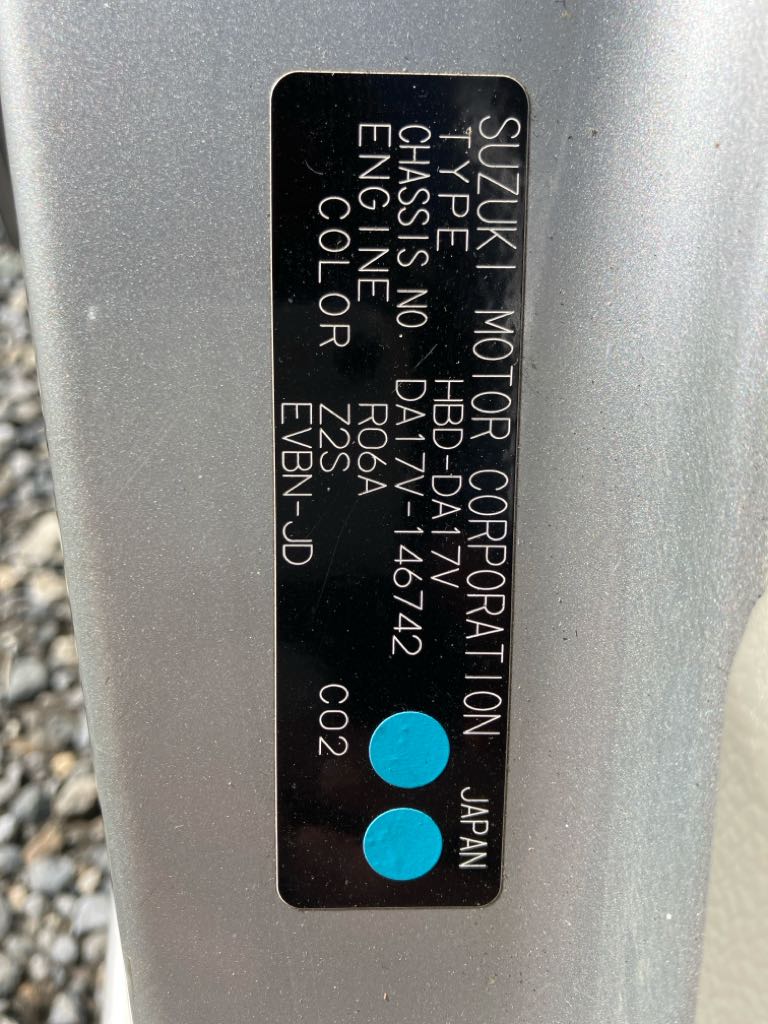 SUZUKI MOTOR CORPORATION JAPAN
TYPE HBD-DA17V
CHASSIS NO. DA17V-146742
ENGINE R06A
COLOR Z2S C02
EVBN-JD